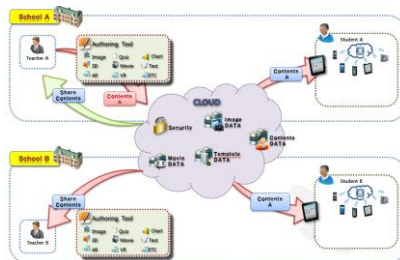 School A
Teacher A
Authoring Tool
Image Quiz Chart
3D Movie Text
AR VR ETC
Share
Contents
Contents
A
Contents
A
Student A
CLOUD
Security
Image
DATA
Contents
DATA
Movie
DATA
Template
DATA
School B
Share
Contents
Contents
A
Student B
Teacher B
Authoring Tool
Image Quiz Chart
3D Movie Text
AR VR ETC